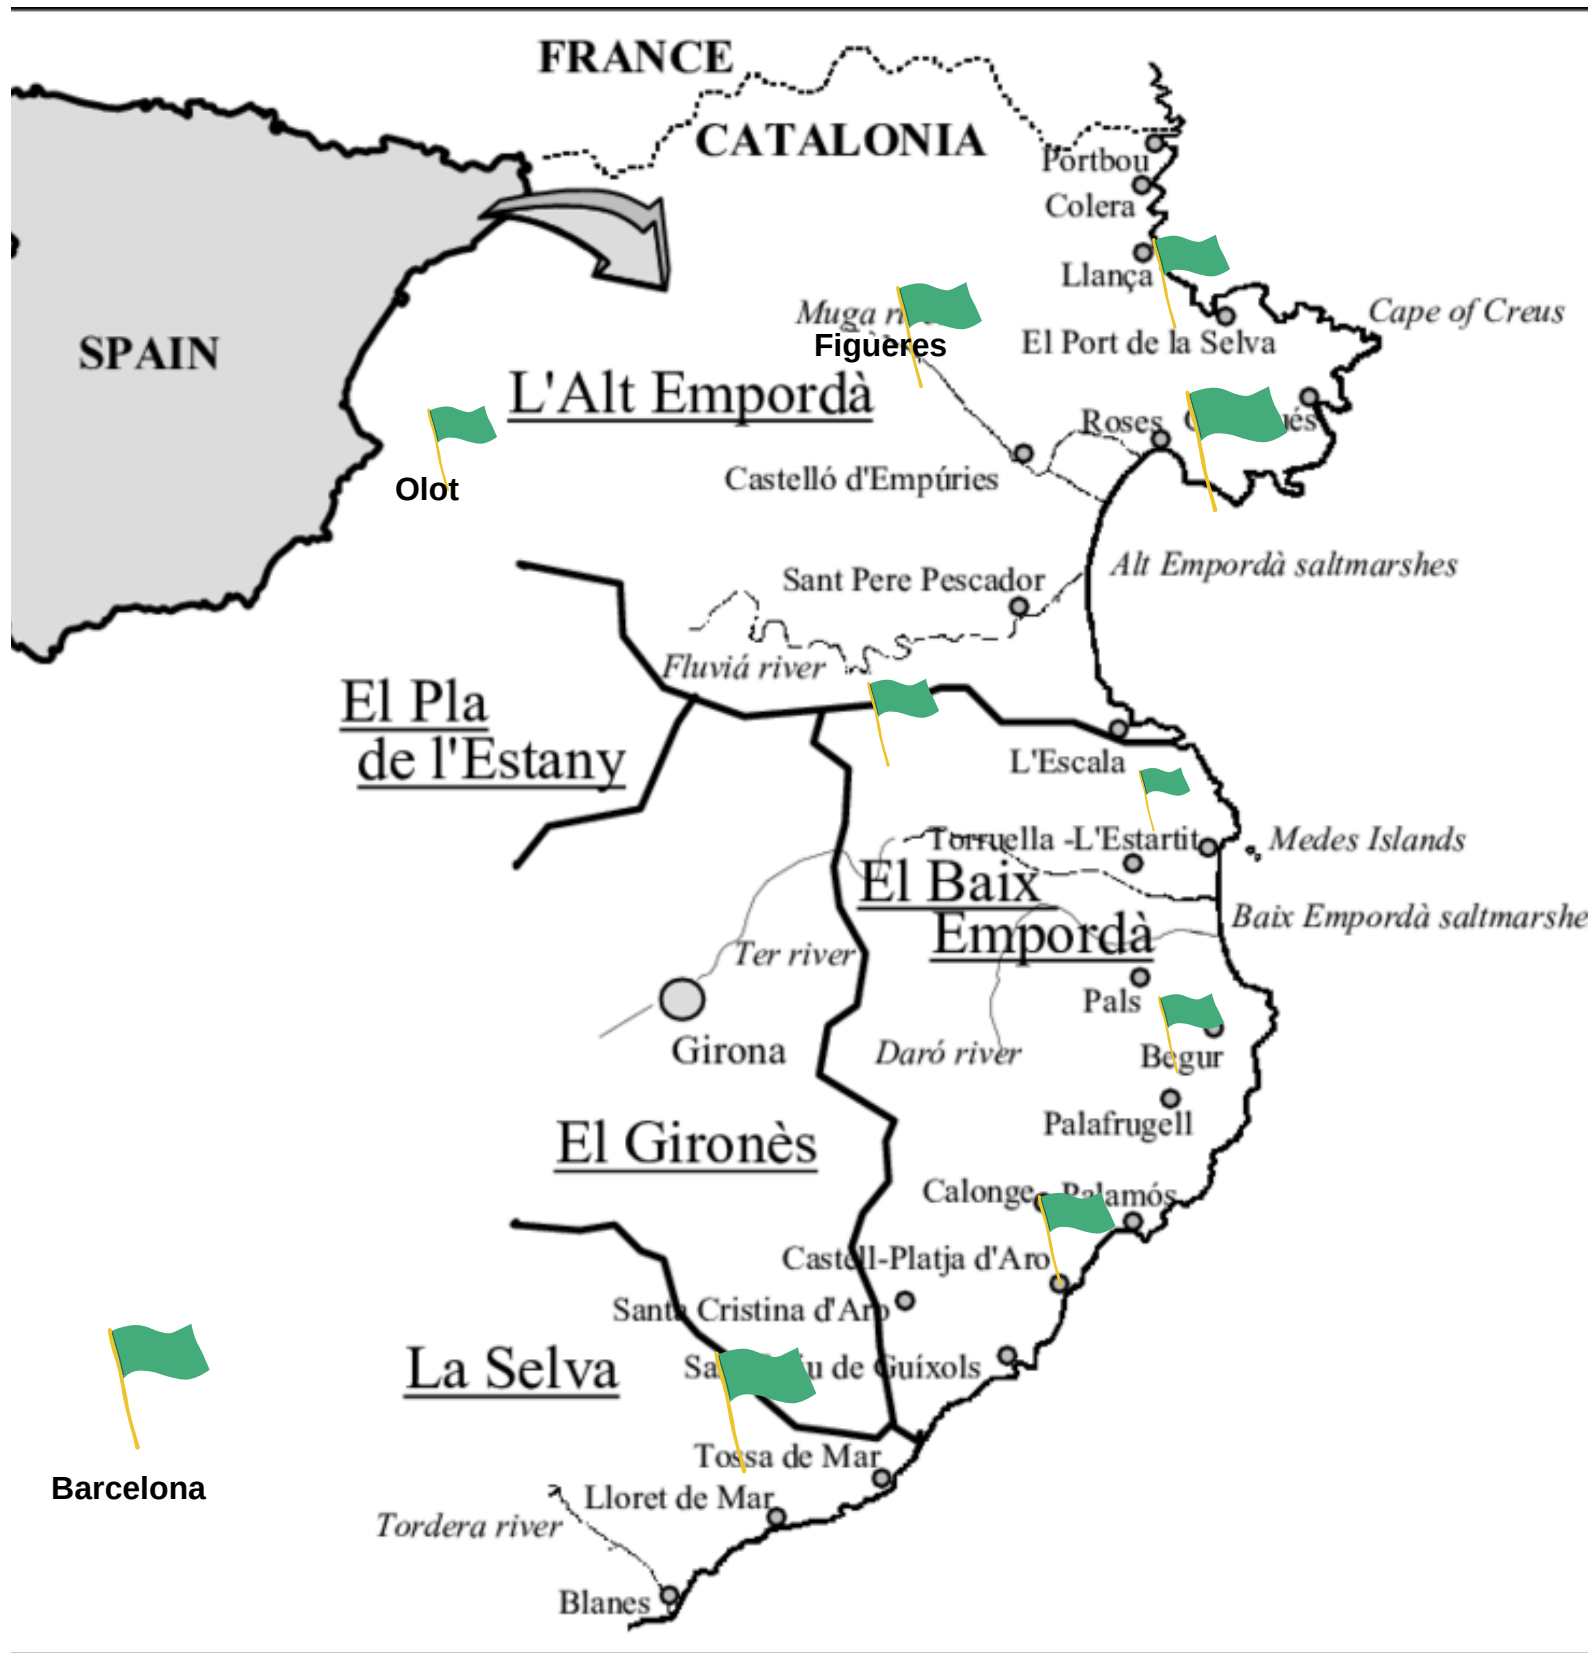 FRANCE
CATALONIA
Portbou
Colera
Llança
Muga
Cape of Creus
Figueres
El Port de la Selva
SPAIN
L'Alt Empordà
Roses
Castelló d'Empúries
Olot
Alt Empordà saltmarshes
Sant Pere Pescador
Fluviá river
El Pla
de l'Estany
L'Escala
Torruella -L'Estartit
Medes Islands
El Baix
Empordà
Baix Empordà saltmarshe
Ter river
Pals
Girona
Daró river
Begur
Palafrugell
El Gironès
Calonge
Palamós
Castell-Platja d'Aro
Santa Cristina d'Aro
La Selva
de Guíxols
Tossa de Mar
Barcelona
Lloret de Mar
Tordera river
Blanes